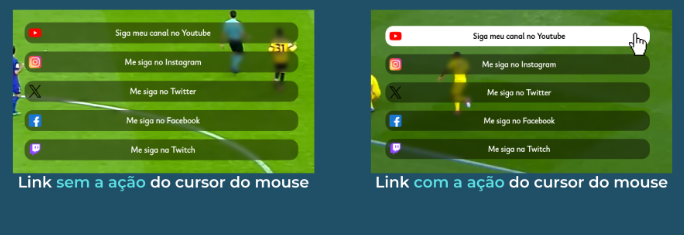 Siga meu canal no Youtube
Me siga no Instagram
Me siga no Twitter
Me siga no Facebook
Me siga na Twitch
Link sem a ação do cursor do mouse
Siga meu canal no Youtube
Me siga no Instagram
Me siga no Twitter
Me siga no Facebook
Me siga na Twitch
Link com a ação do cursor do mouse